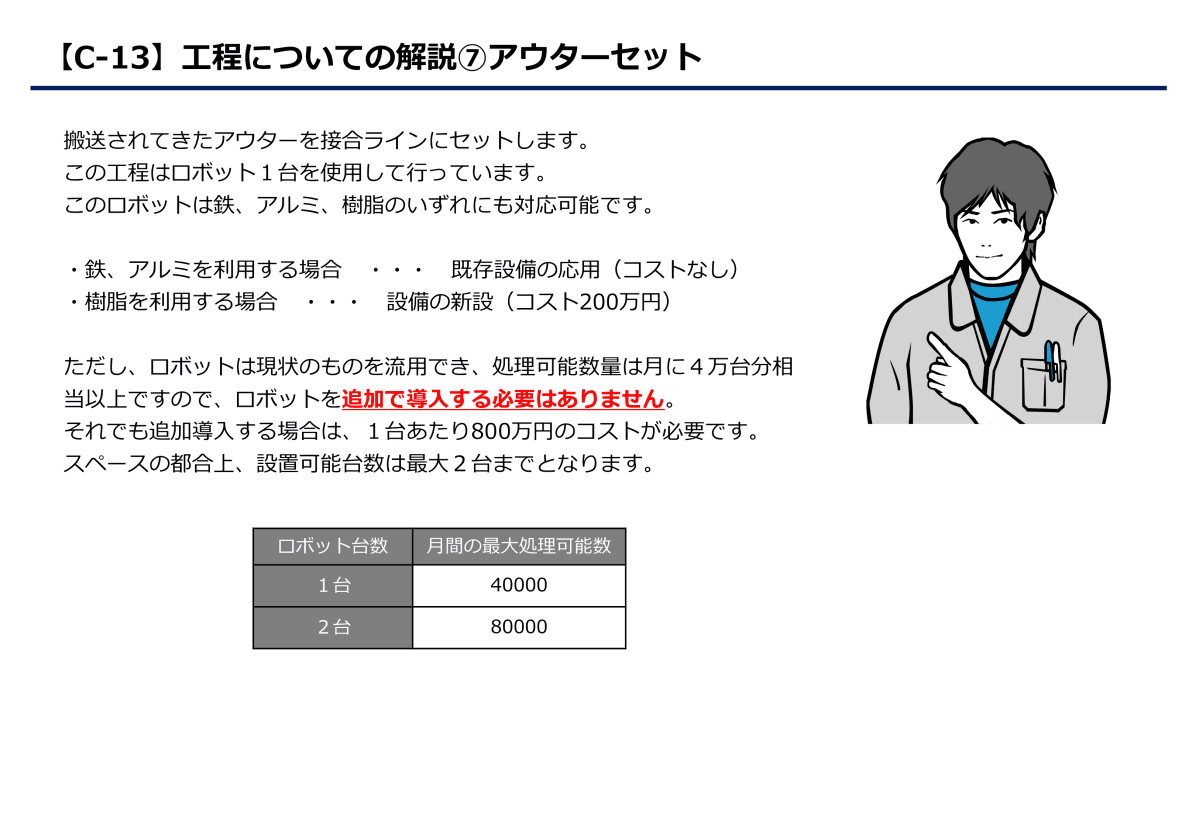 【C-13】工程についての解説⑦アウターセット
搬送されてきたアウターを接合ラインにセットします。
この工程はロボット１台を使用して行っています。
このロボットは鉄、アルミ、樹脂のいずれにも対応可能です。
・鉄、アルミを利用する場合　・・・　既存設備の応用（コストなし）
・樹脂を利用する場合　・・・　設備の新設（コスト200万円）
ただし、ロボットは現状のものを流用でき、処理可能数量は月に４万台分相
当以上ですので、ロボットを追加で導入する必要はありません。
それでも追加導入する場合は、１台あたり800万円のコストが必要です。
スペースの都合上、設置可能台数は最大２台までとなります。
ロボット台数 月間の最大処理可能数
１台 40000
２台 80000